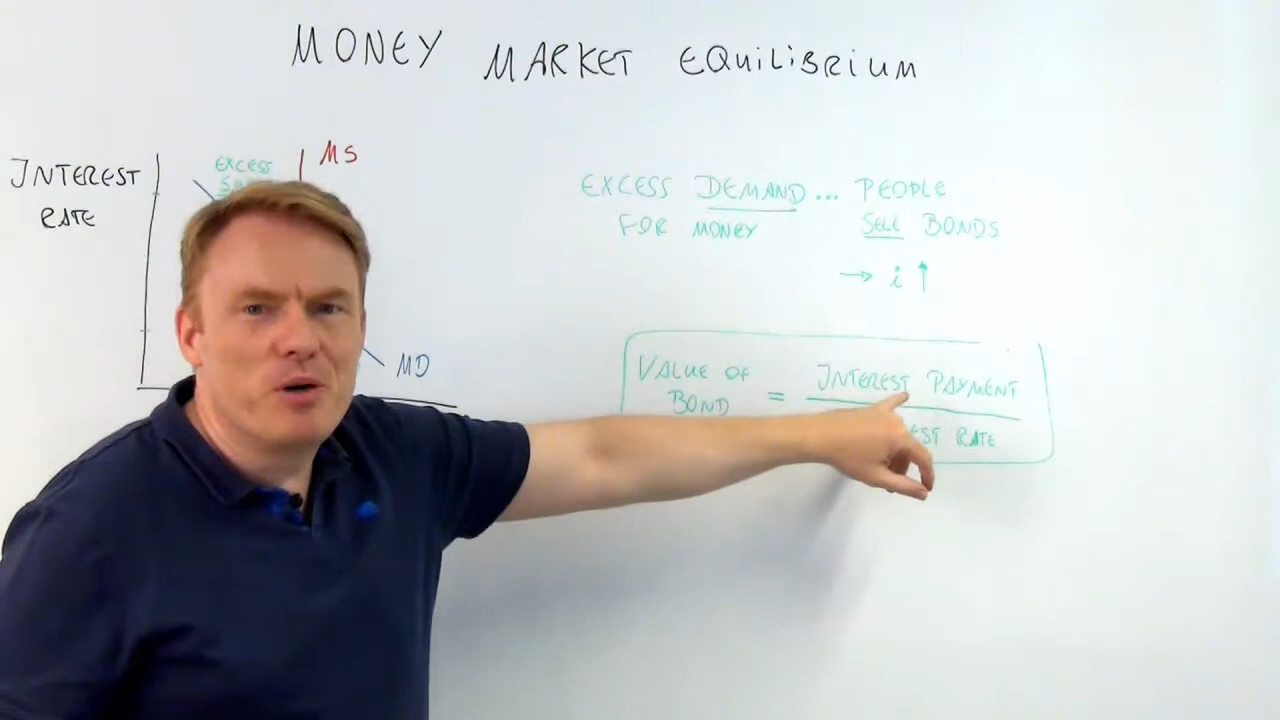 MONEY MARKET EQUILIBRIUM
INTEREST
RATE
EXCESS
MS
MD
EXCESS DEMAND... PEOPLE
FOR MONEY SELL BONDS
→ i ↑
VALUE OF
BOND
=
INTEREST PAYMENT
RATE